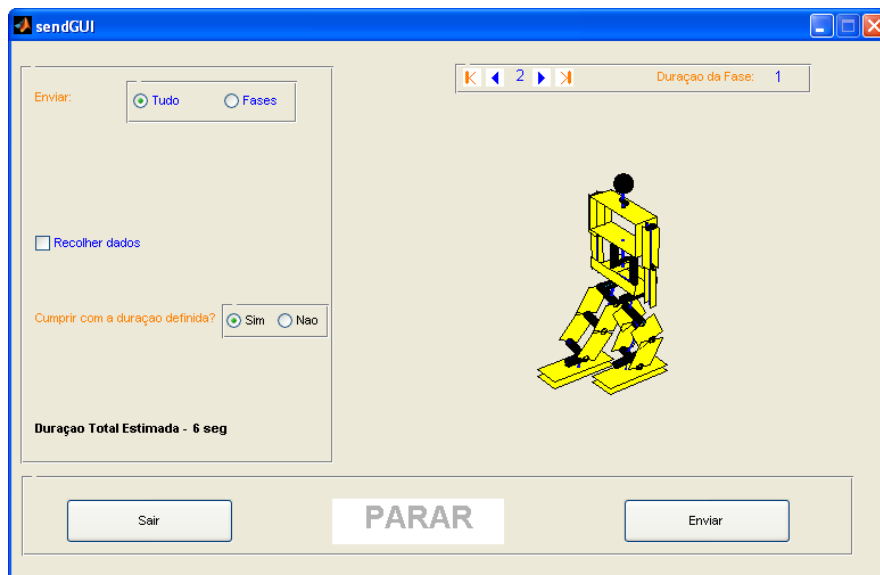 sendGUI
Enviar:
Tudo
Fases
2
Duraçao da Fase: 1
Recolher dados
Cumprir com a duraçao definida?
Sim
Nao
Duraçao Total Estimada - 6 seg
Sair
PARAR
Enviar